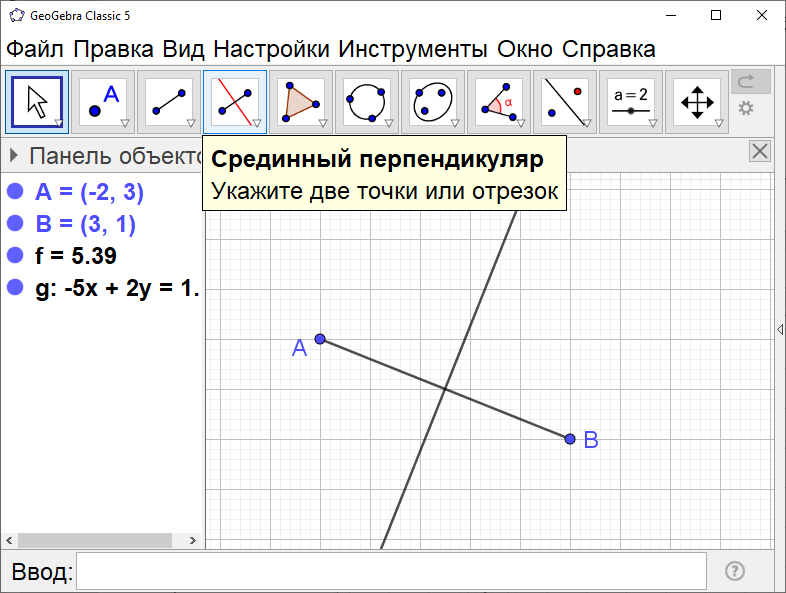 GeoGebra Classic 5
Файл Правка Вид Настройки Инструменты Окно Справка
A
α
a=2
Панель объекто
Срединный перпендикуляр
Укажите две точки или отрезок
A = (-2, 3)
B = (3, 1)
f = 5.39
g: -5x + 2y = 1.
A
B
Ввод:
?